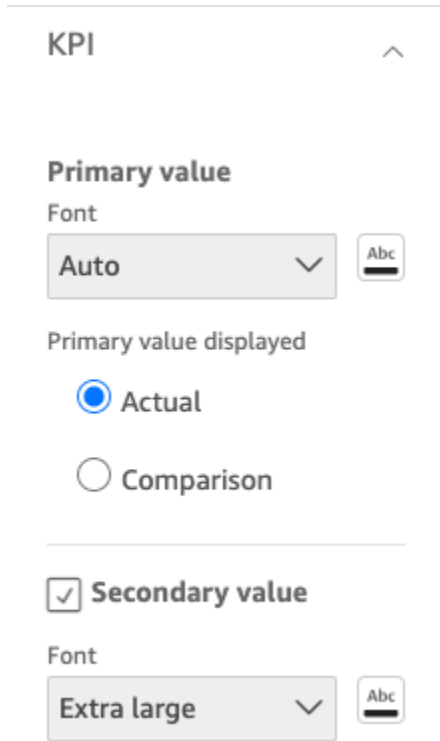 KPI
Primary value
Font
Auto
Abc
Primary value displayed
Actual
Comparison
Secondary value
Font
Extra large
Abc